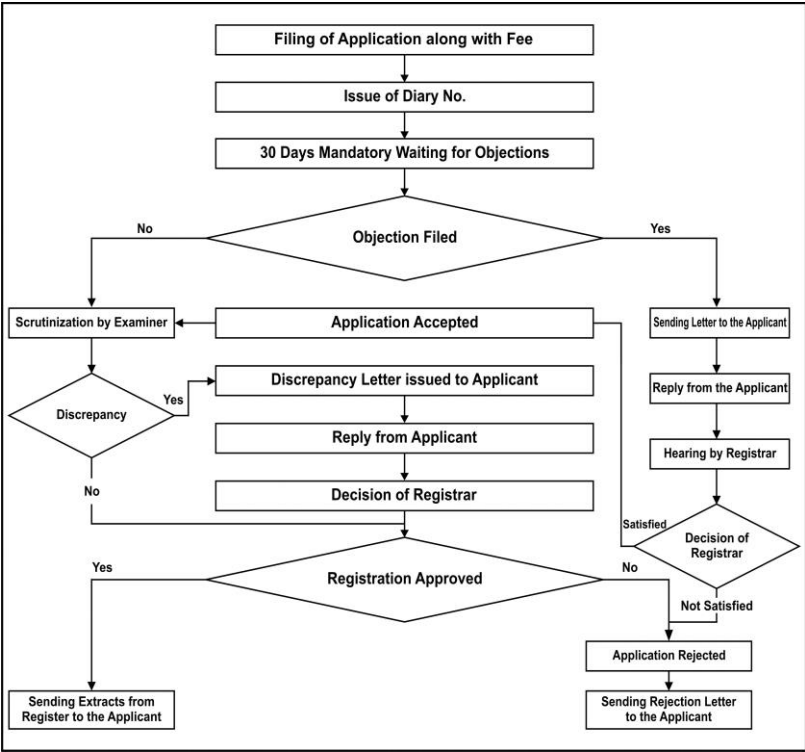 Filing of Application along with Fee
Issue of Diary No.
30 Days Mandatory Waiting for Objections
No
Objection Filed
Yes
Scrutinization by Examiner
Application Accepted
Sending Letter to the Applicant
Discrepancy
Yes
Discrepancy Letter issued to Applicant
Reply from the Applicant
Reply from Applicant
Hearing by Registrar
No
Decision of Registrar
Satisfied
Decision of
Registrar
Yes
Registration Approved
No
Not Satisfied
Application Rejected
Sending Extracts from
Register to the Applicant
Sending Rejection Letter
to the Applicant